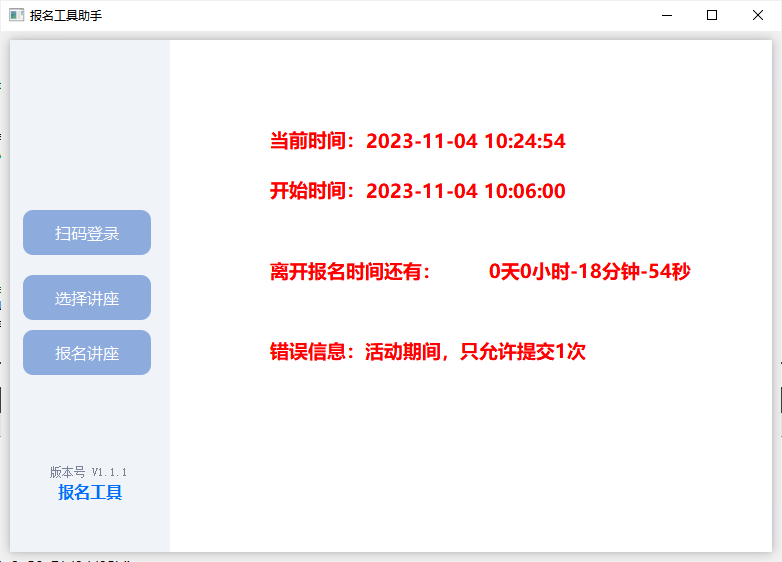 报名工具助手
当前时间：2023-11-04 10:24:54
开始时间：2023-11-04 10:06:00
扫码登录
离开报名时间还有： 0天0小时-18分钟-54秒
选择讲座
报名讲座
错误信息：活动期间，只允许提交1次
版本号 V1.1.1
报名工具